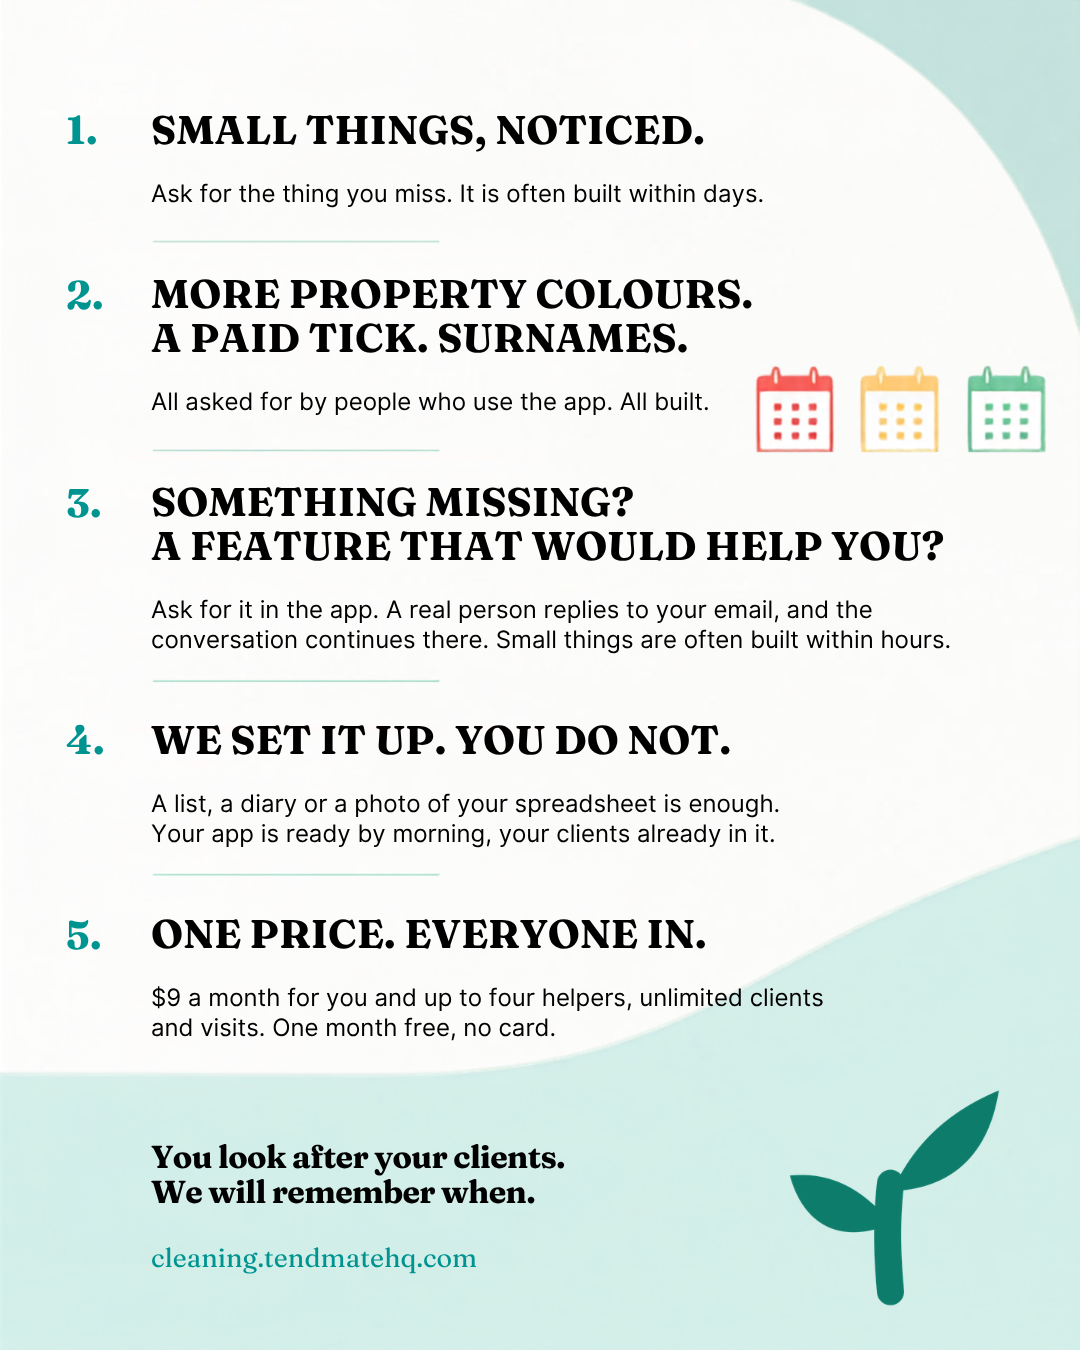 1. SMALL THINGS, NOTICED.
Ask for the thing you miss. It is often built within days.
2. MORE PROPERTY COLOURS.
A PAID TICK. SURNAMES.
All asked for by people who use the app. All built.
3. SOMETHING MISSING?
A FEATURE THAT WOULD HELP YOU?
Ask for it in the app. A real person replies to your email, and the
conversation continues there. Small things are often built within hours.
4. WE SET IT UP. YOU DO NOT.
A list, a diary or a photo of your spreadsheet is enough.
Your app is ready by morning, your clients already in it.
5. ONE PRICE. EVERYONE IN.
$9 a month for you and up to four helpers, unlimited clients
and visits. One month free, no card.
You look after your clients.
We will remember when.
cleaning.tendmatehq.com